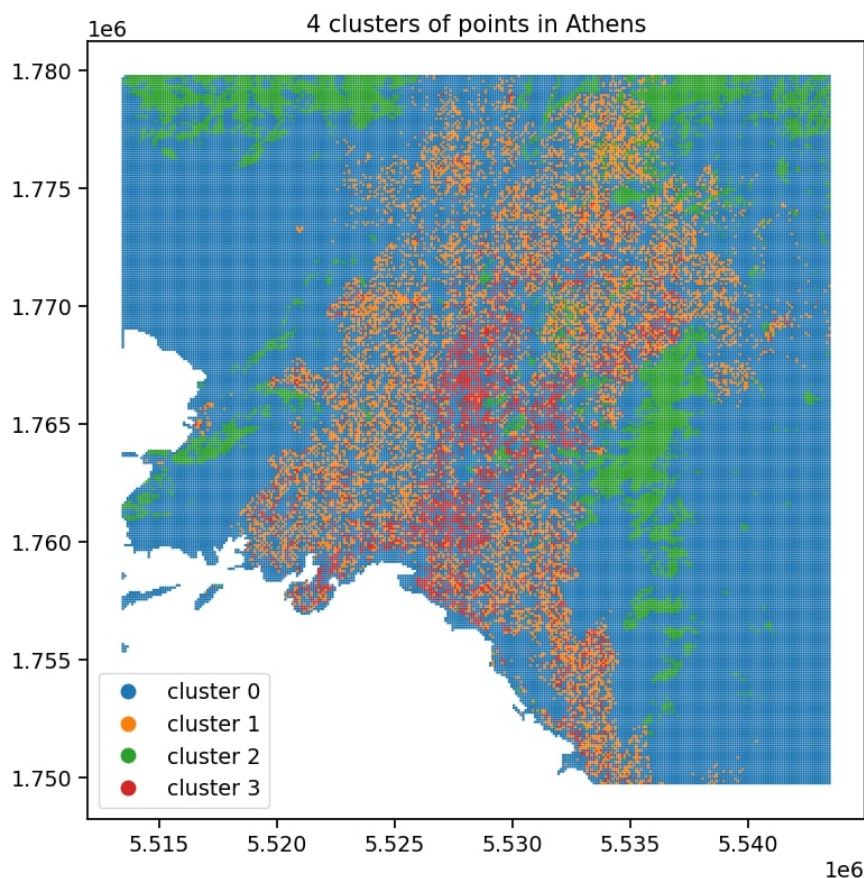 4 clusters of points in Athens
1e6
1.780
1.775
1.770
1.765
1.760
1.755
1.750
cluster 0
cluster 1
cluster 2
cluster 3
5.515 5.520 5.525 5.530 5.535 5.540
1e6